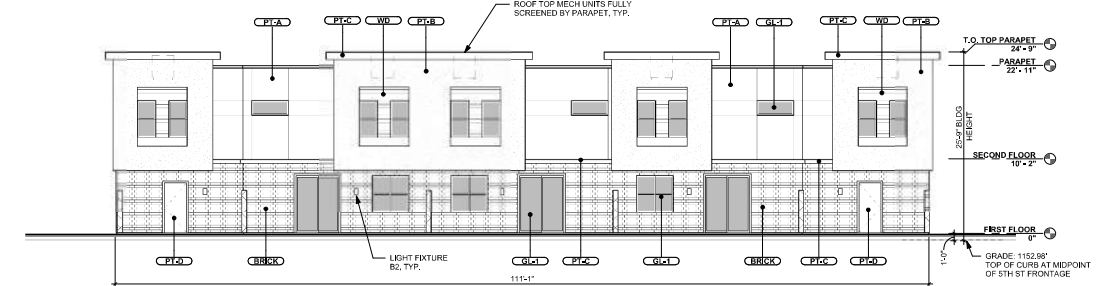 ROOF TOP MECH UNITS FULLY
SCREENED BY PARAPET, TYP.
PT-A
PT-C
WD
PT-B
PT-A
GL-1
PT-C
WD
PT-B
T.O. TOP PARAPET
24' - 9"
PARAPET
22' - 11"
25'-9" BLDG
HEIGHT
SECOND FLOOR
10' - 2"
FIRST FLOOR
0"
1'-0"
GRADE: 1152.98'
TOP OF CURB AT MIDPOINT
OF 5TH ST FRONTAGE
PT-D
BRICK
LIGHT FIXTURE
B2, TYP.
GL-1
PT-C
GL-1
BRICK
PT-C
PT-D
111'-1"